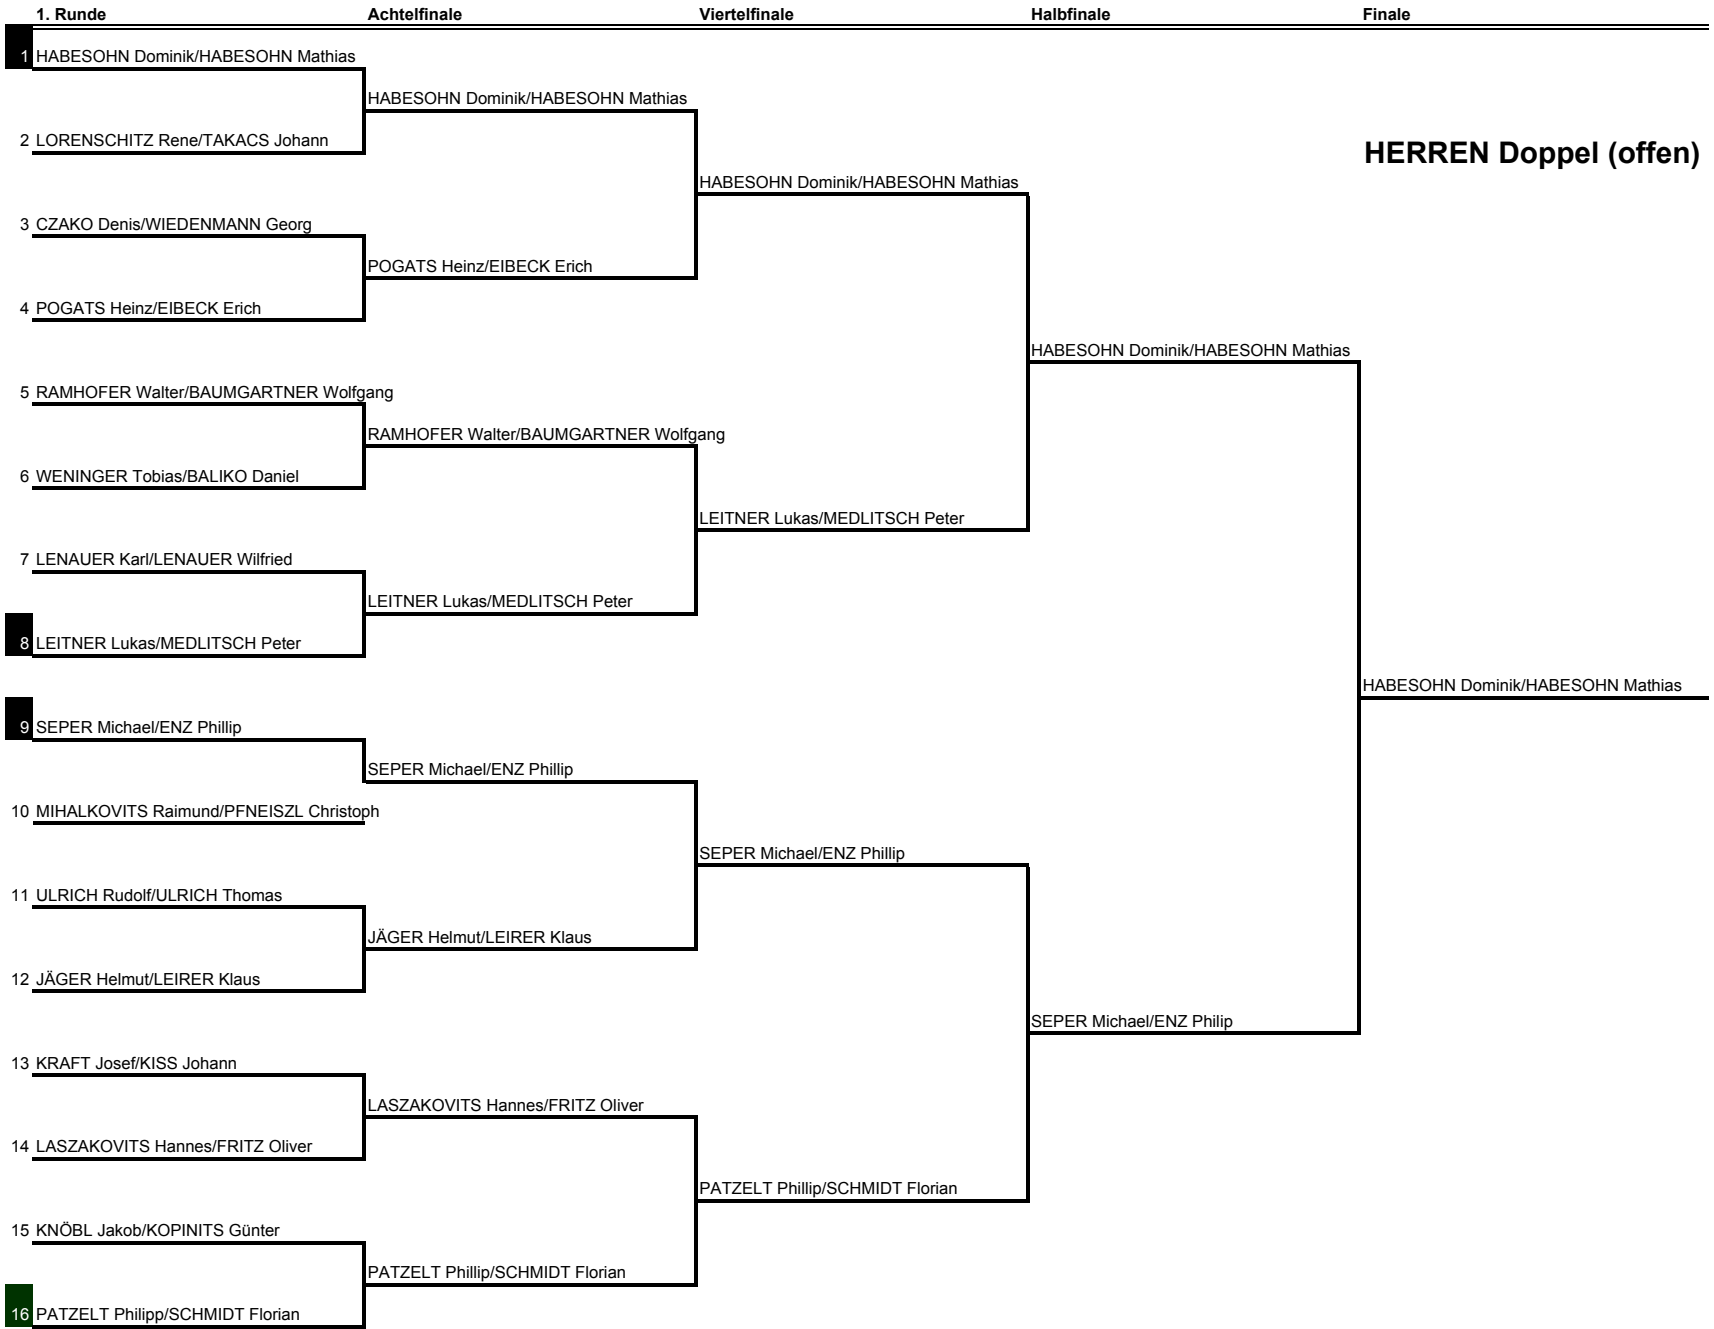 1. Runde Achtelfinale Viertelfinale Halbfinale Finale
1 HABESOHN Dominik/HABESOHN Mathias
HABESOHN Dominik/HABESOHN Mathias
2 LORENSCHITZ Rene/TAKACS Johann
HERREN Doppel (offen)
HABESOHN Dominik/HABESOHN Mathias
3 CZAKO Denis/WIEDENMANN Georg
POGATS Heinz/EIBECK Erich
4 POGATS Heinz/EIBECK Erich
HABESOHN Dominik/HABESOHN Mathias
5 RAMHOFER Walter/BAUMGARTNER Wolfgang
RAMHOFER Walter/BAUMGARTNER Wolfgang
6 WENINGER Tobias/BALIKO Daniel
LEITNER Lukas/MEDLITSCH Peter
7 LENAUER Karl/LENAUER Wilfried
LEITNER Lukas/MEDLITSCH Peter
8 LEITNER Lukas/MEDLITSCH Peter
HABESOHN Dominik/HABESOHN Mathias
9 SEPER Michael/ENZ Phillip
SEPER Michael/ENZ Phillip
10 MIHALKOVITS Raimund/PFNEISZL Christoph
SEPER Michael/ENZ Phillip
11 ULRICH Rudolf/ULRICH Thomas
JÄGER Helmut/LEIRER Klaus
12 JÄGER Helmut/LEIRER Klaus
SEPER Michael/ENZ Philip
13 KRAFT Josef/KISS Johann
LASZAKOVITS Hannes/FRITZ Oliver
14 LASZAKOVITS Hannes/FRITZ Oliver
PATZELT Phillip/SCHMIDT Florian
15 KNÖBL Jakob/KOPINITS Günter
PATZELT Phillip/SCHMIDT Florian
16 PATZELT Philipp/SCHMIDT Florian